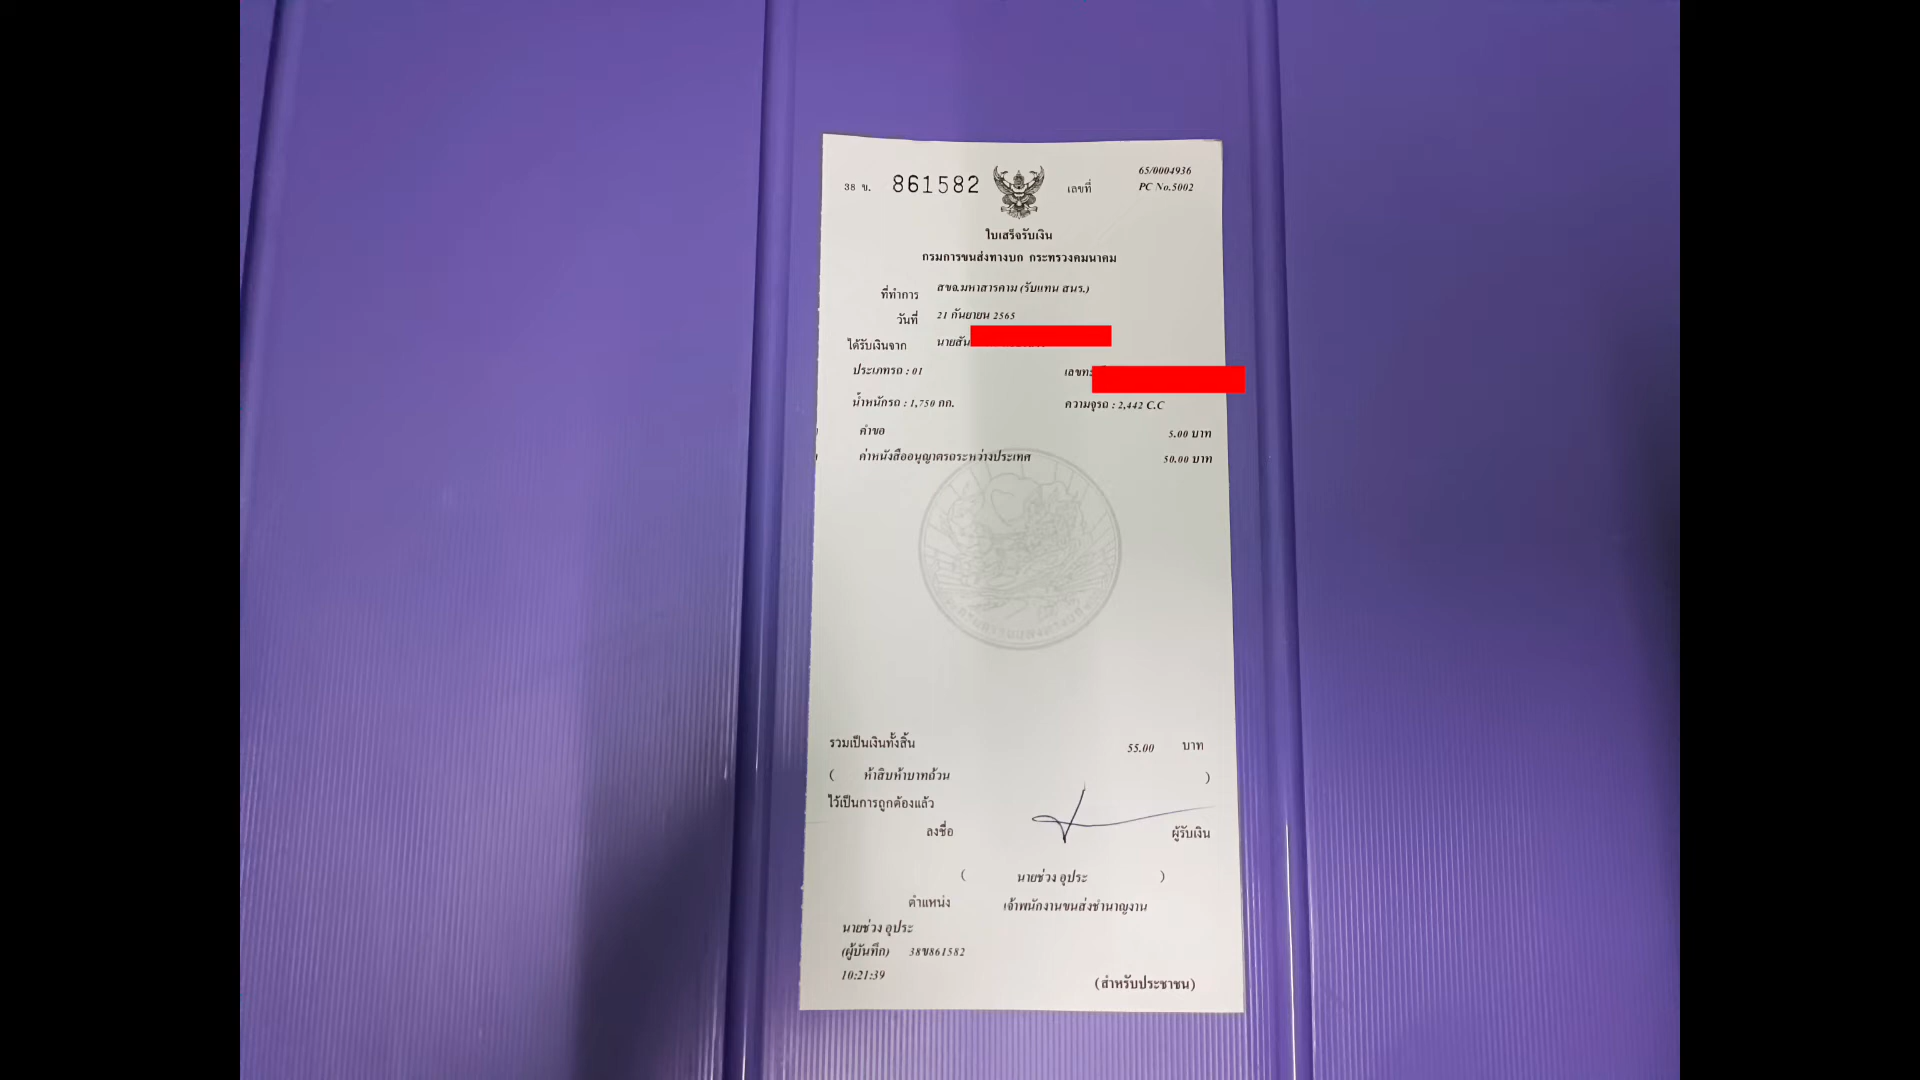 38 ข. 861582 เลขที่ 65/0004936
PC No.5002
ใบเสร็จรับเงิน
กรมการขนส่งทางบก กระทรวงคมนาคม
ที่ทำการ สขจ.มหาสารคาม (รับแทน สนร.)
วันที่ 21 กันยายน 2565
ได้รับเงินจาก นายสัน
ประเภทรถ : 01 เลขทะ
น้ำหนักรถ : 1,750 กก. ความจุรถ : 2,442 C.C
คำขอ 5.00 บาท
ค่าหนังสืออนุญาตรถระหว่างประเทศ 50.00 บาท
รวมเป็นเงินทั้งสิ้น 55.00 บาท
( ห้าสิบห้าบาทถ้วน )
ไว้เป็นการถูกต้องแล้ว
ลงชื่อ ผู้รับเงิน
( นายช่วง อุประ )
ตำแหน่ง เจ้าพนักงานขนส่งชำนาญงาน
นายช่วง อุประ
(ผู้บันทึก) 38ข861582
10:21:39
(สำหรับประชาชน)